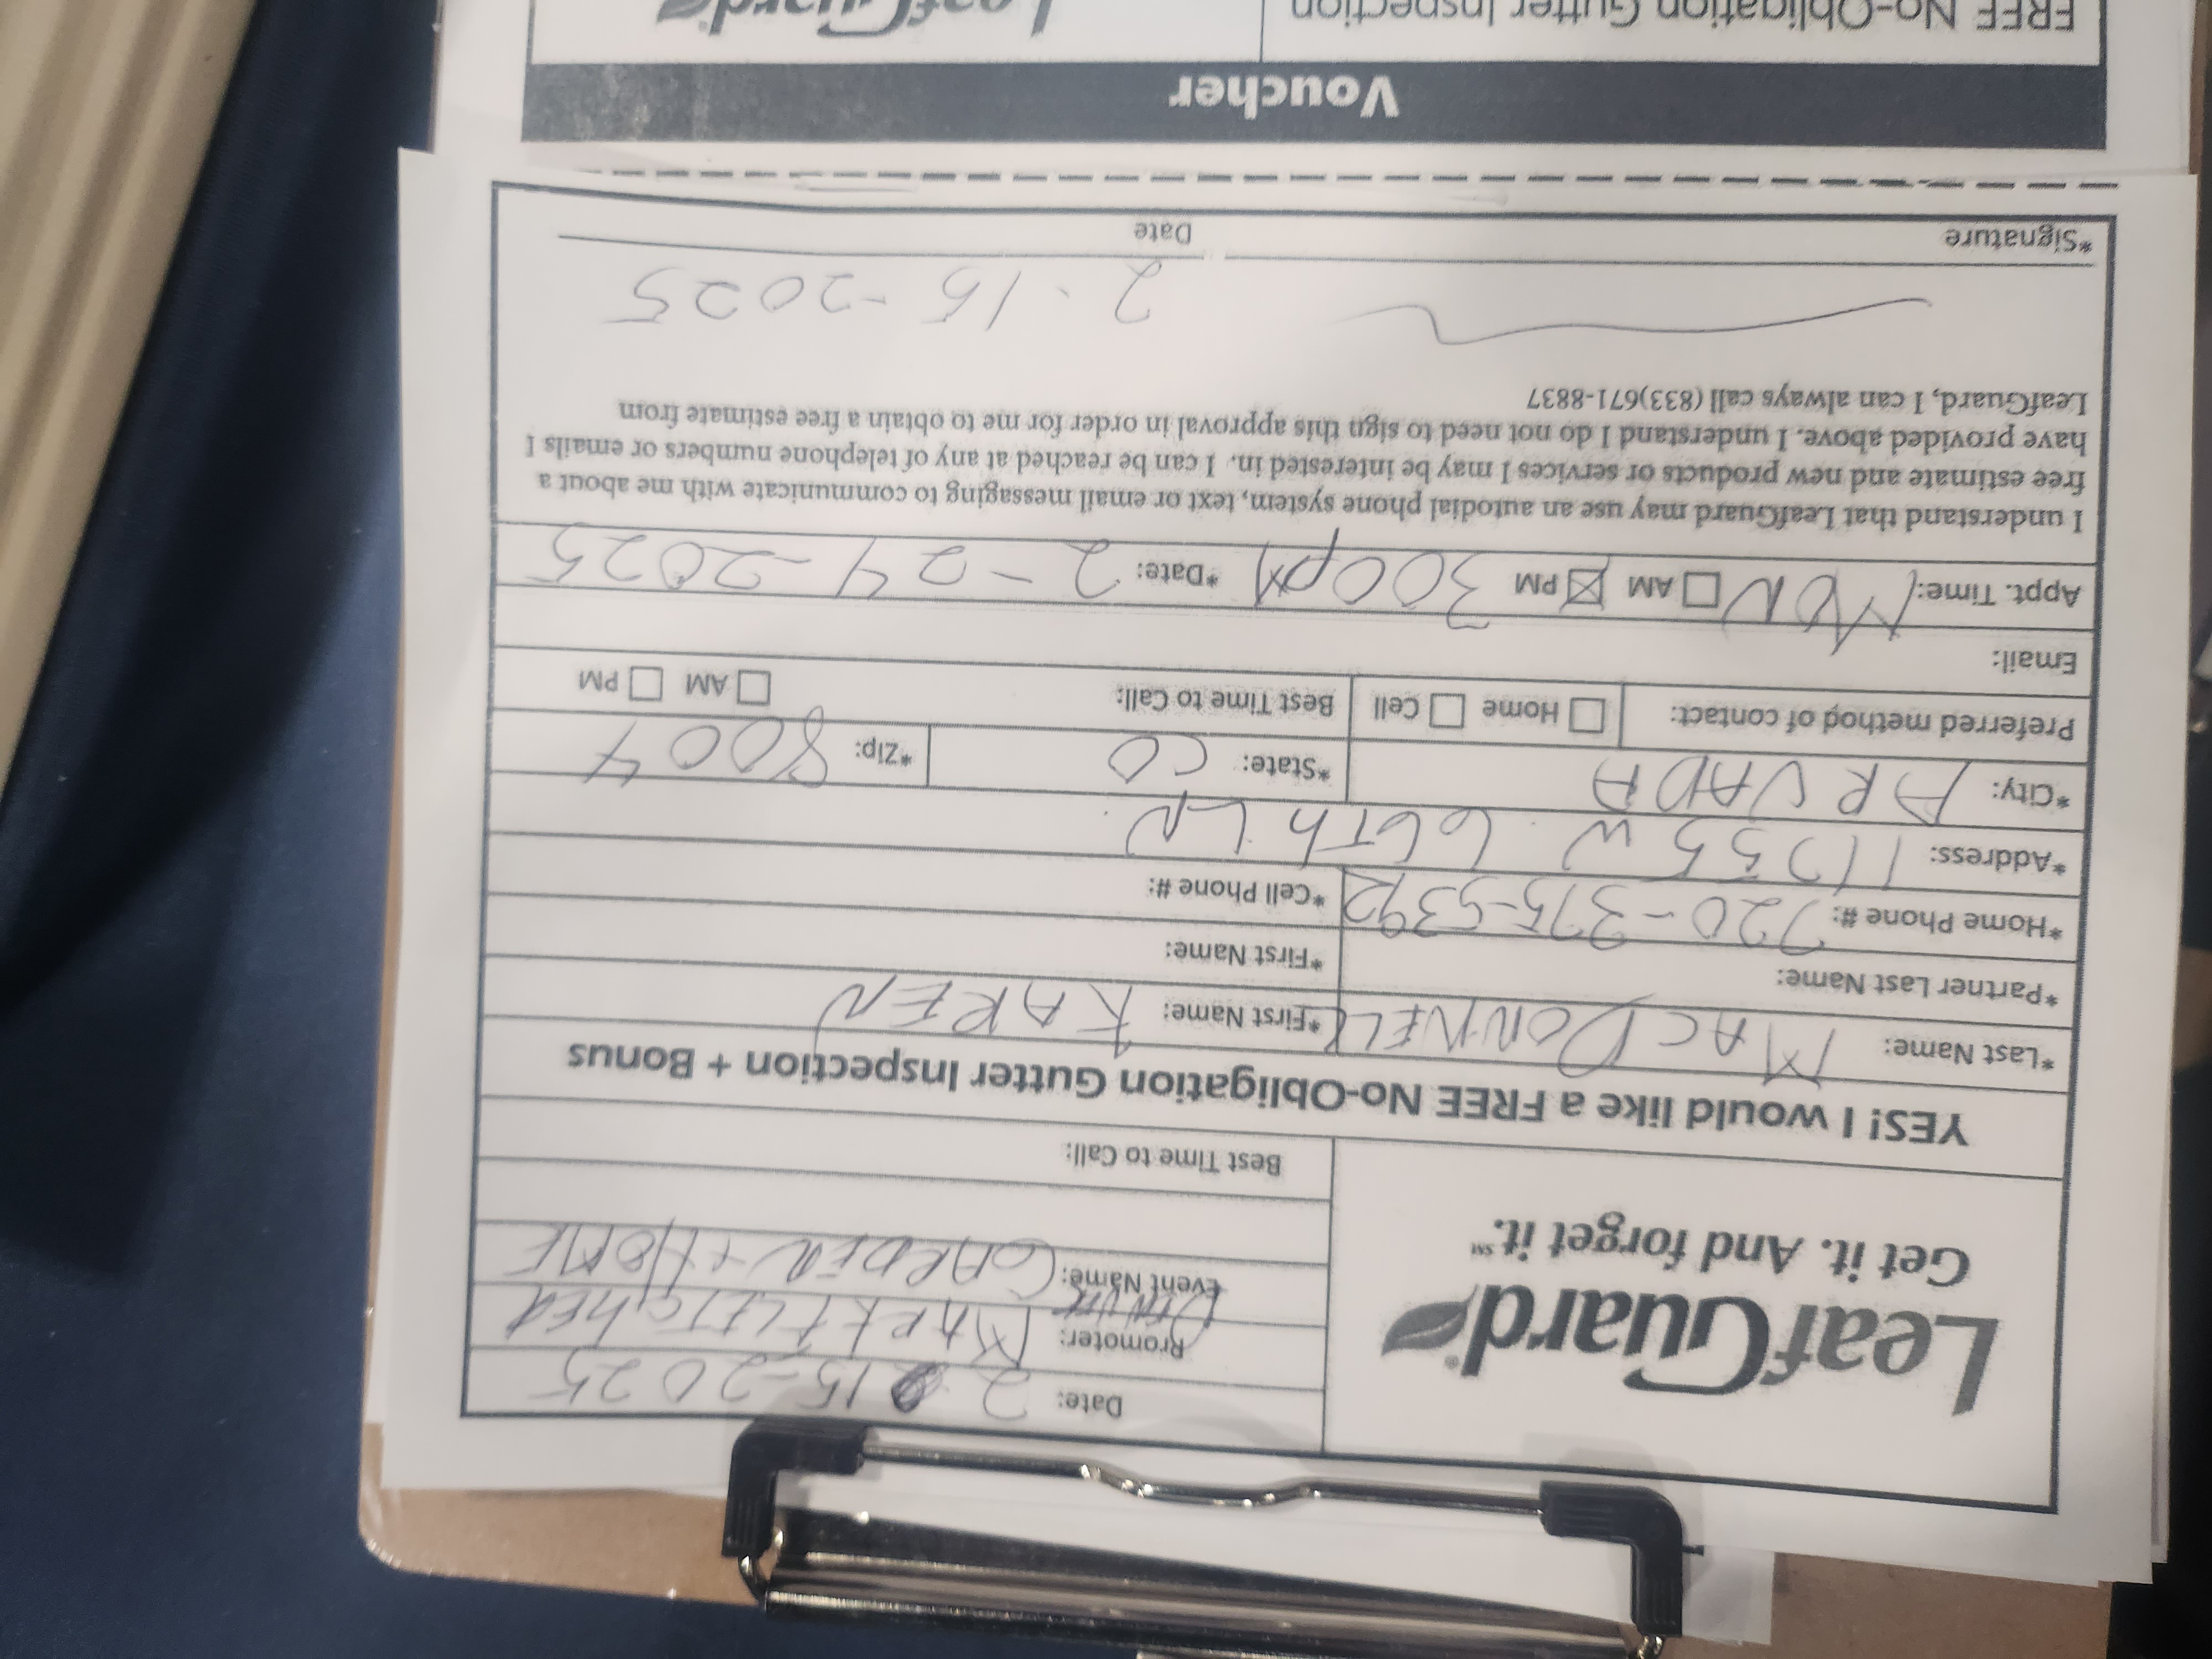 LeafGuard®
Get it. And forget it.℠
Date: 2 15-2025
Promoter: MARK FLEIGHER
Event Name: GARDEN + HOME
Best Time to Call:
YES! I would like a FREE No-Obligation Gutter Inspection + Bonus
*Last Name: MACDONNELL *First Name: KAREN
*Partner Last Name: *First Name:
*Home Phone #: 720-375-5392 *Cell Phone #:
*Address: W 66Th LN.
*City: ARVADA *State: CO *Zip: 8004
Preferred method of contact: Home Cell Best Time to Call: AM PM
Email:
Appt. Time: MON AM PM 300PM *Date: 2-24-2025
I understand that LeafGuard may use an autodial phone system, text or email messaging to communicate with me about a
free estimate and new products or services I may be interested in. I can be reached at any of telephone numbers or emails I
have provided above. I understand I do not need to sign this approval in order for me to obtain a free estimate from
LeafGuard, I can always call (833)671-8837
2.15-2025
*Signature Date
Voucher
FREE No-Obligation Gutter Inspection
LeafGuard